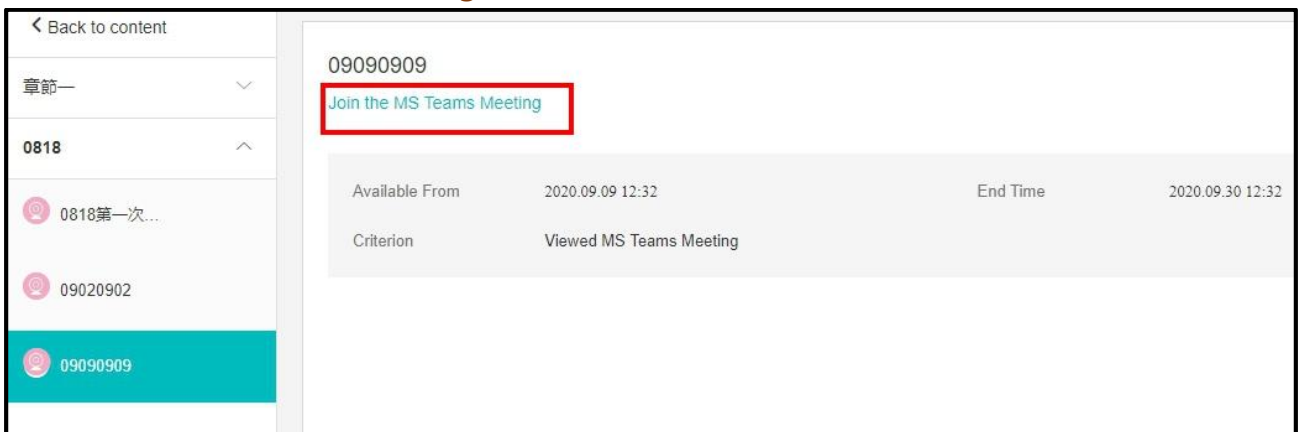 Back to content
章節一
0818
0818第一次...
09020902
09090909
09090909
Join the MS Teams Meeting
Available From 2020.09.09 12:32 End Time 2020.09.30 12:32
Criterion Viewed MS Teams Meeting